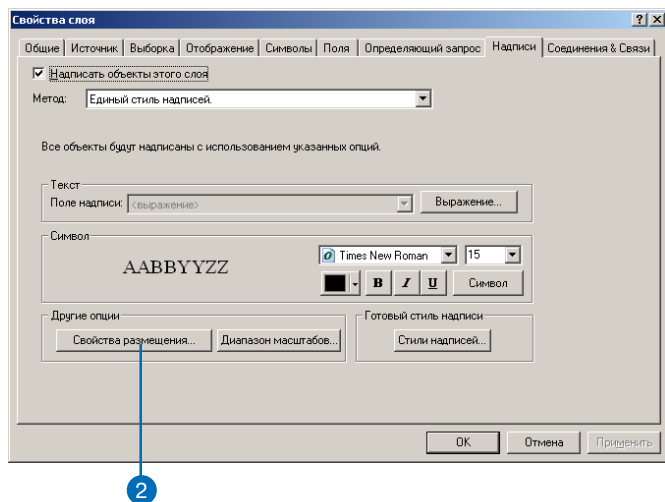 Свойства слоя
Общие Источник Выборка Отображение Символы Поля Определяющий запрос Надписи Соединения & Связи
Надписать объекты этого слоя
Метод: Единый стиль надписей.
Все объекты будут надписаны с использованием указанных опций.
Текст
Поле надписи: <выражение> Выражение...
Символ
AABBYYZZ
Times New Roman 15
B I U Символ
Другие опции Готовый стиль надписи
Свойства размещения... Диапазон масштабов... Стили надписей...
OK Отмена Применить
2